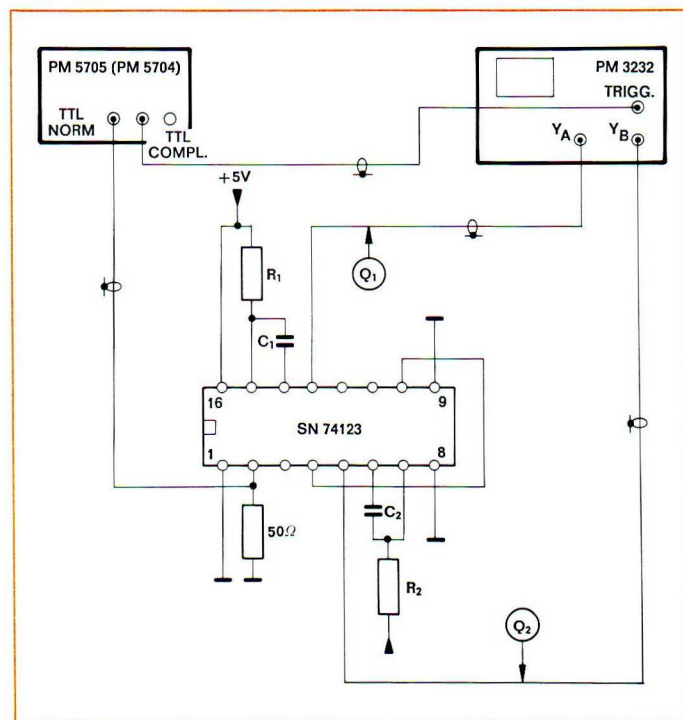 PM 5705 (PM 5704)
TTL
NORM
TTL
COMPL.
PM 3232
TRIGG.
YA
YB
+5V
R1
Q1
C1
16
9
SN 74123
1
8
50Ω
C2
R2
Q2